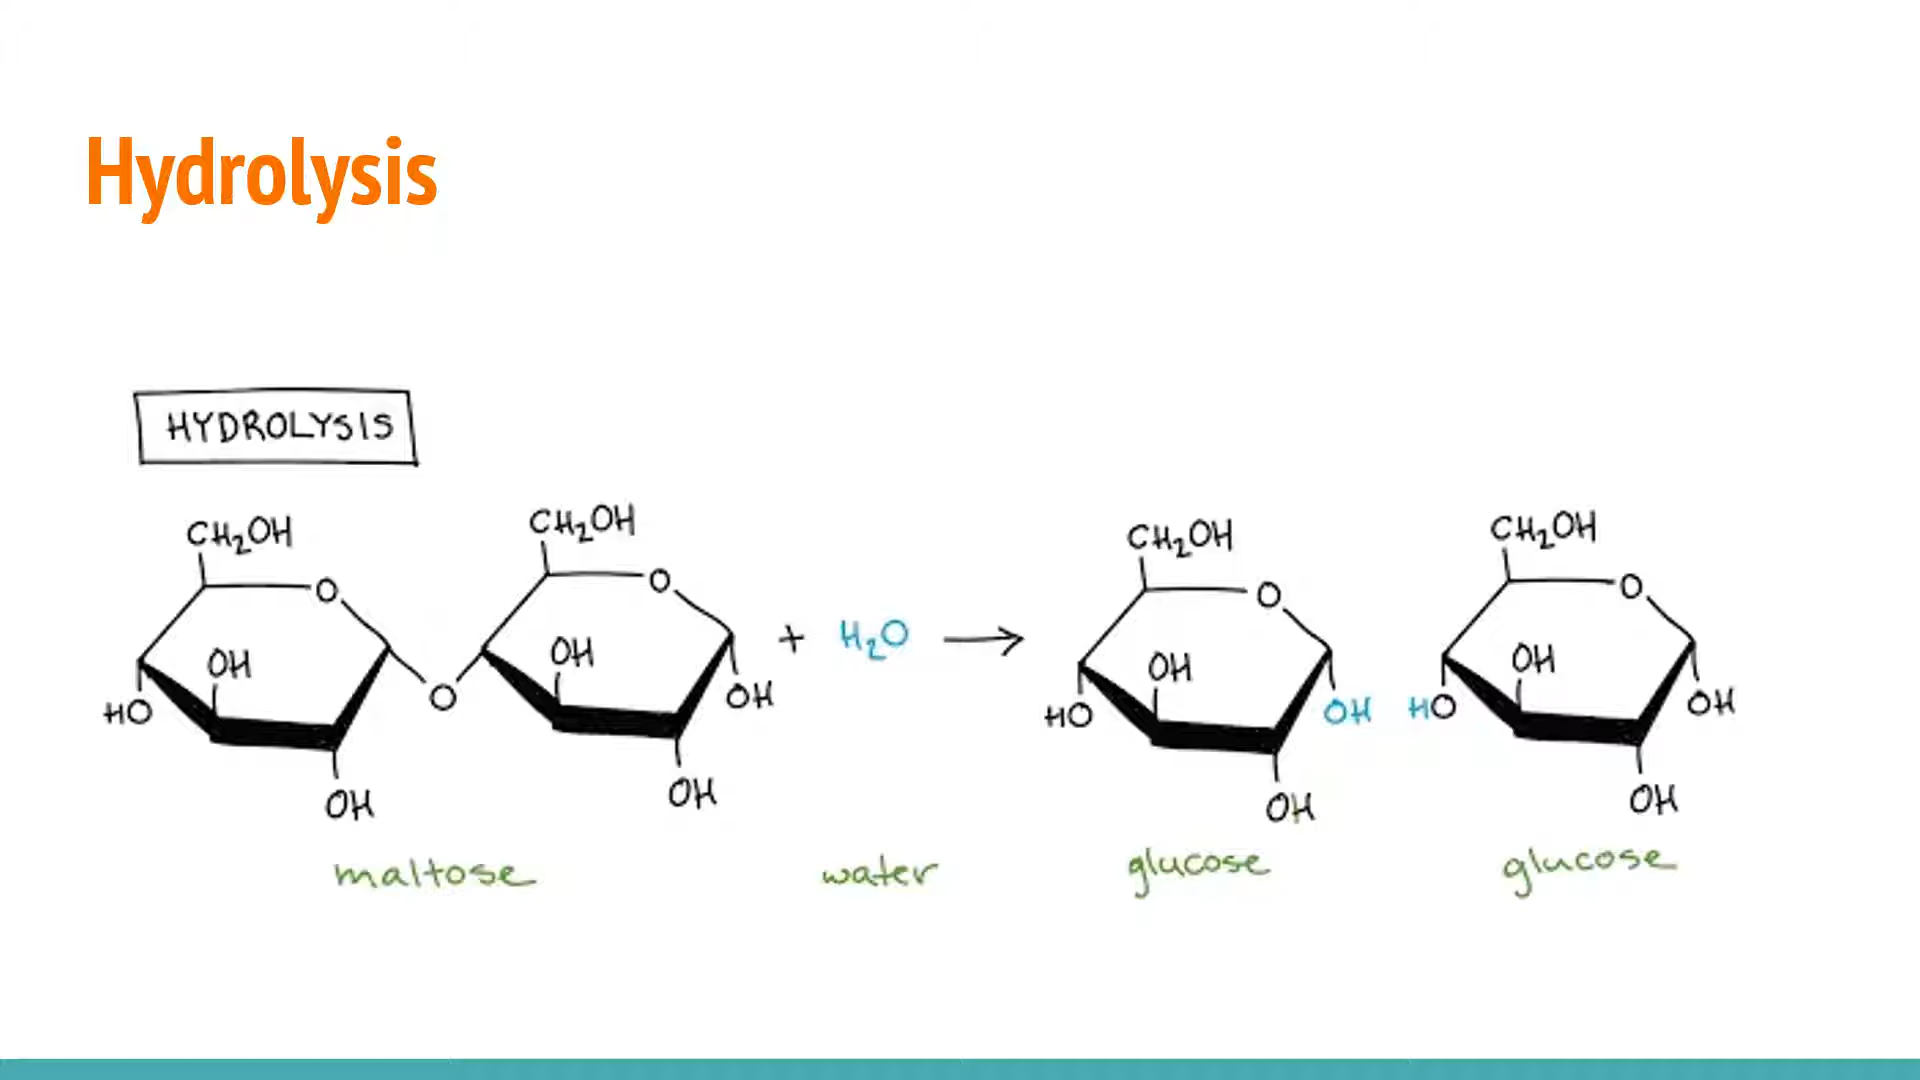 Hydrolysis
HYDROLYSIS
CH₂OH CH₂OH CH₂OH CH₂OH
O O O O
OH OH + H₂O → OH OH
HO O OH HO OH HO OH
OH OH OH OH
maltose water glucose glucose